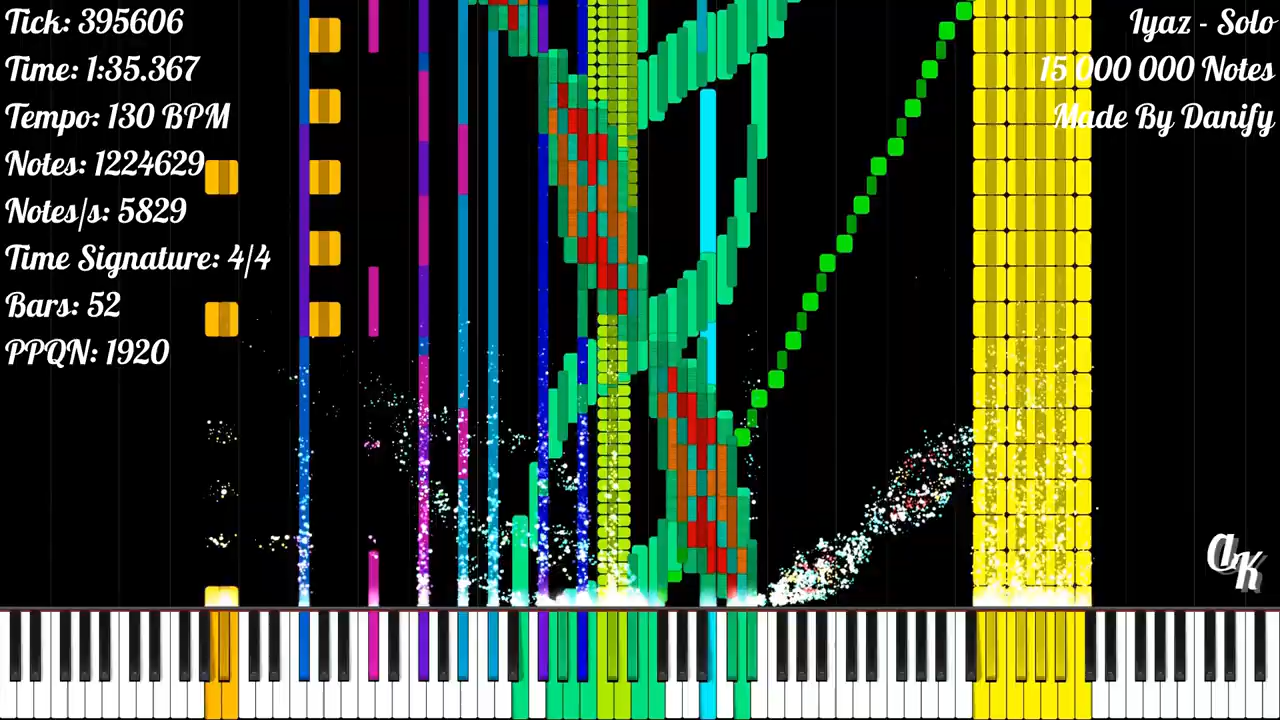 Tick: 395606
Time: 1:35.367
Tempo: 130 BPM
Notes: 1224629
Notes/s: 5829
Time Signature: 4/4
Bars: 52
PPQN: 1920
Iyaz - Solo
15 000 000 Notes
Made By Danify
AK